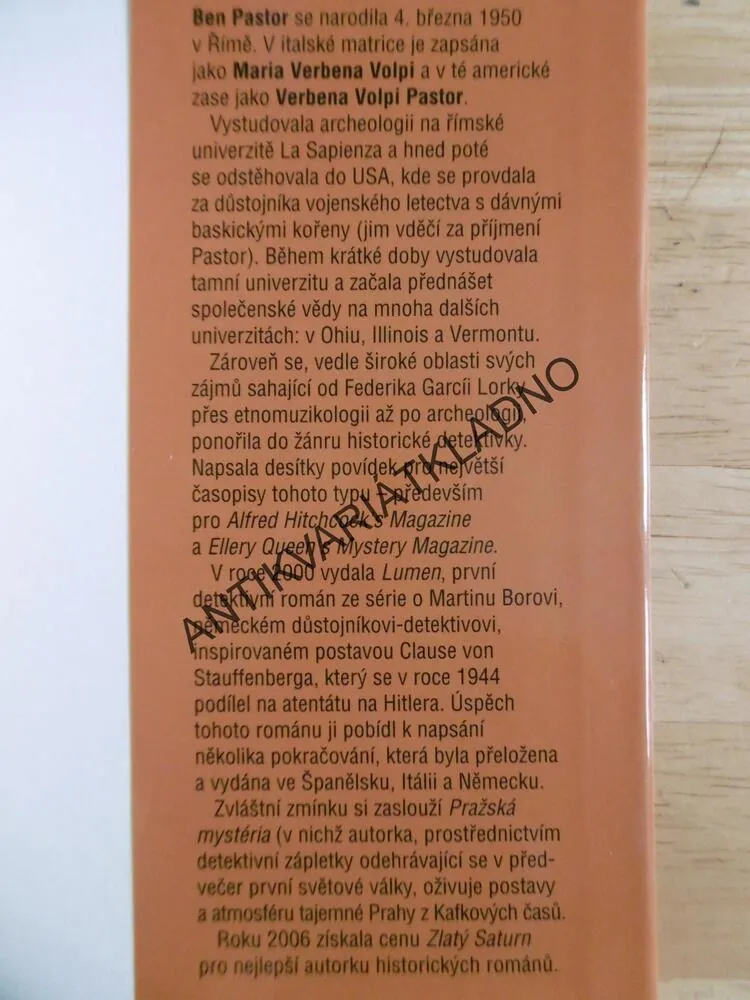 Ben Pastor se narodila 4. března 1950
v Římě. V italské matrice je zapsána
jako Maria Verbena Volpi a v té americké
zase jako Verbena Volpi Pastor.
Vystudovala archeologii na římské
univerzitě La Sapienza a hned poté
se odstěhovala do USA, kde se provdala
za důstojníka vojenského letectva s dávnými
baskickými kořeny (jim vděčí za příjmení
Pastor). Během krátké doby vystudovala
tamní univerzitu a začala přednášet
společenské vědy na mnoha dalších
univerzitách: v Ohiu, Illinois a Vermontu.
Zároveň se, vedle široké oblasti svých
zájmů sahající od Federika Garcíi Lorky
přes etnomuzikologii až po archeologii,
ponořila do žánru historické detektivky.
Napsala desítky povídek pro největší
časopisy tohoto typu – především
pro Alfred Hitchcock's Magazine
a Ellery Queen's Mystery Magazine.
V roce 2000 vydala Lumen, první
detektivní román ze série o Martinu Borovi,
německém důstojníkovi-detektivovi,
inspirovaném postavou Clause von
Stauffenberga, který se v roce 1944
podílel na atentátu na Hitlera. Úspěch
tohoto románu ji pobídl k napsání
několika pokračování, která byla přeložena
a vydána ve Španělsku, Itálii a Německu.
Zvláštní zmínku si zaslouží Pražská
mystéria (v nichž autorka, prostřednictvím
detektivní zápletky odehrávající se v před-
večer první světové války, oživuje postavy
a atmosféru tajemné Prahy z Kafkových časů.
Roku 2006 získala cenu Zlatý Saturn
pro nejlepší autorku historických románů.
ANTIKVARIÁTKLADNO